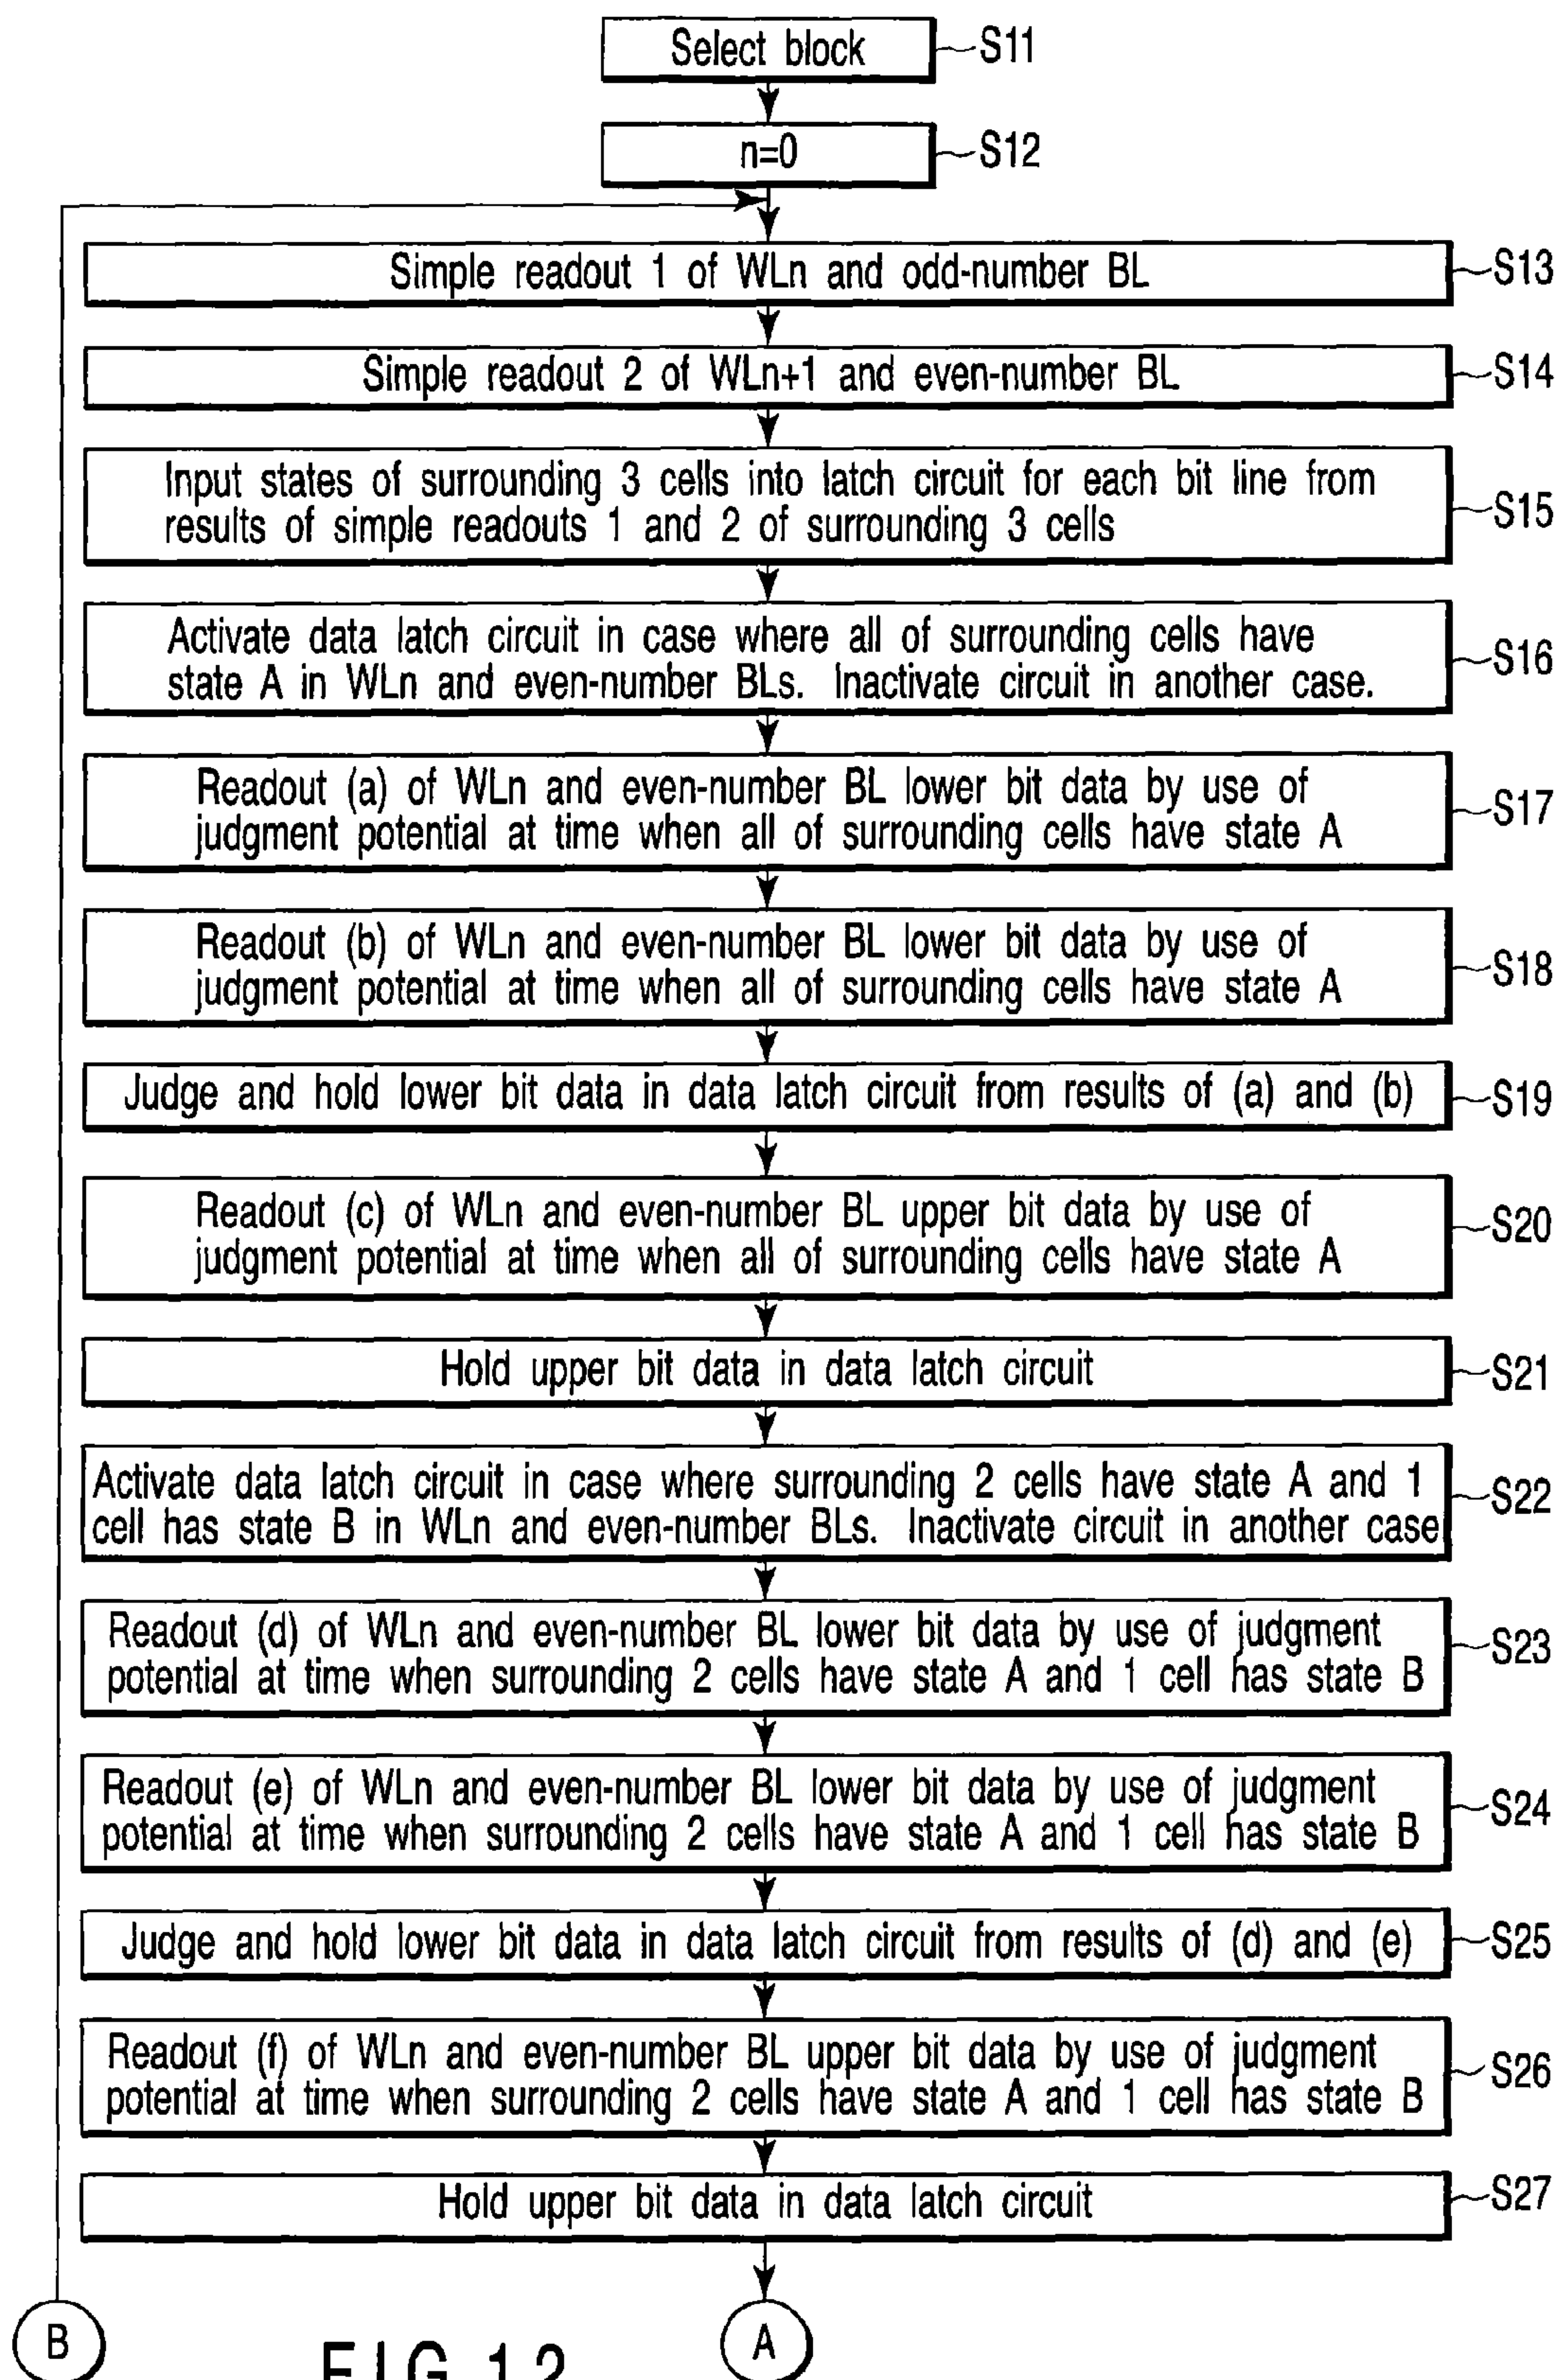 Select block
S11
n=0
S12
Simple readout 1 of WLn and odd-number BL
S13
Simple readout 2 of WLn+1 and even-number BL
S14
Input states of surrounding 3 cells into latch circuit for each bit line from
results of simple readouts 1 and 2 of surrounding 3 cells
S15
Activate data latch circuit in case where all of surrounding cells have
state A in WLn and even-number BLs. Inactivate circuit in another case.
S16
Readout (a) of WLn and even-number BL lower bit data by use of
judgment potential at time when all of surrounding cells have state A
S17
Readout (b) of WLn and even-number BL lower bit data by use of
judgment potential at time when all of surrounding cells have state A
S18
Judge and hold lower bit data in data latch circuit from results of (a) and (b)
S19
Readout (c) of WLn and even-number BL upper bit data by use of
judgment potential at time when all of surrounding cells have state A
S20
Hold upper bit data in data latch circuit
S21
Activate data latch circuit in case where surrounding 2 cells have state A and 1
cell has state B in WLn and even-number BLs. Inactivate circuit in another case
S22
Readout (d) of WLn and even-number BL lower bit data by use of judgment
potential at time when surrounding 2 cells have state A and 1 cell has state B
S23
Readout (e) of WLn and even-number BL lower bit data by use of judgment
potential at time when surrounding 2 cells have state A and 1 cell has state B
S24
Judge and hold lower bit data in data latch circuit from results of (d) and (e)
S25
Readout (f) of WLn and even-number BL upper bit data by use of judgment
potential at time when surrounding 2 cells have state A and 1 cell has state B
S26
Hold upper bit data in data latch circuit
S27
B
A
FIG.12